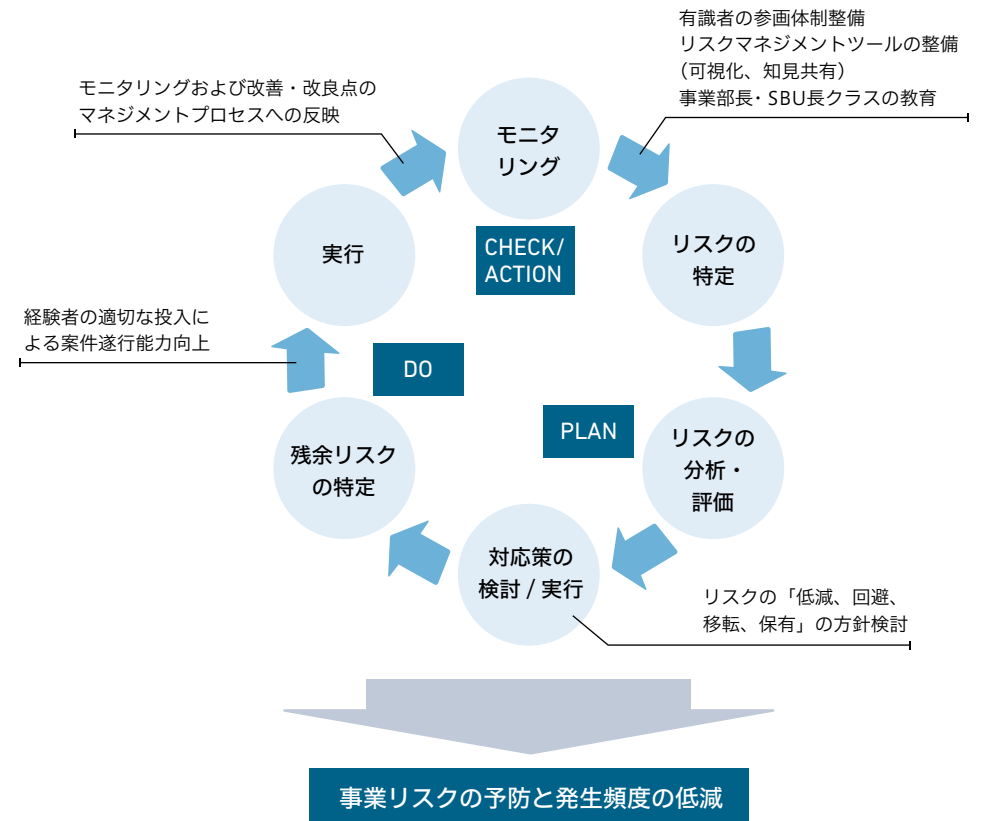 有識者の参画体制整備
リスクマネジメントツールの整備
（可視化、知見共有）
事業部長・SBU長クラスの教育
モニタリングおよび改善・改良点の
マネジメントプロセスへの反映
モニタ
リング
CHECK/
ACTION
実行
リスクの
特定
経験者の適切な投入に
よる案件遂行能力向上
DO
PLAN
残余リスク
の特定
リスクの
分析・
評価
対応策の
検討 / 実行
リスクの「低減、回避、
移転、保有」の方針検討
事業リスクの予防と発生頻度の低減